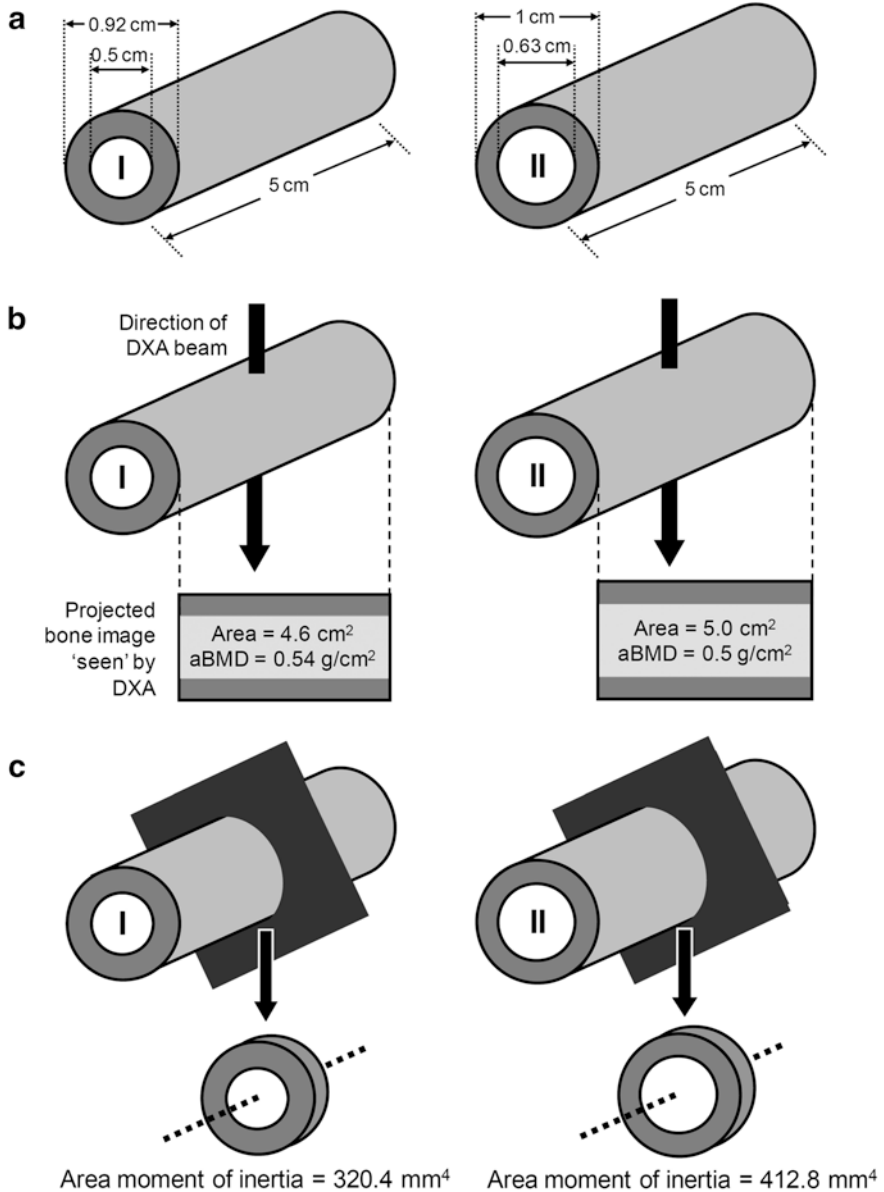 a
0.92 cm
0.5 cm
I
5 cm
1 cm
0.63 cm
II
5 cm
b
Direction of
DXA beam
I
II
Projected
bone image
‘seen’ by
DXA
Area = 4.6 cm²
aBMD = 0.54 g/cm²
Area = 5.0 cm²
aBMD = 0.5 g/cm²
c
I
II
Area moment of inertia = 320.4 mm⁴
Area moment of inertia = 412.8 mm⁴